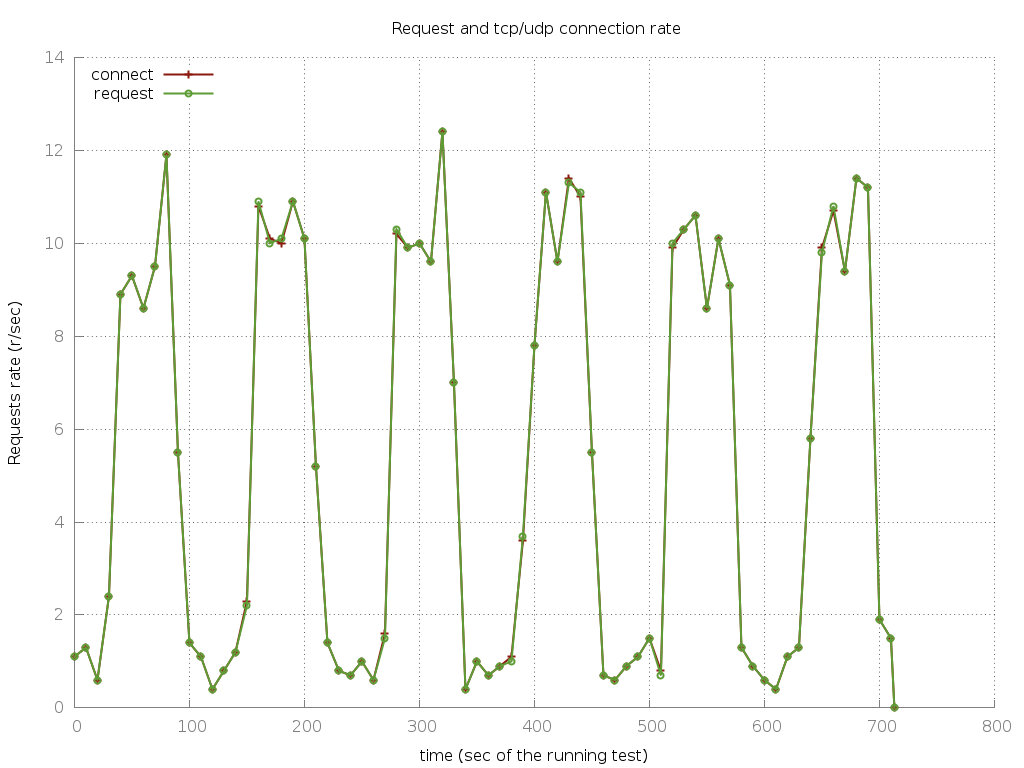 Request and tcp/udp connection rate
14
connect
request
12
10
8
Requests rate (r/sec)
6
4
2
0
0 100 200 300 400 500 600 700 800
time (sec of the running test)